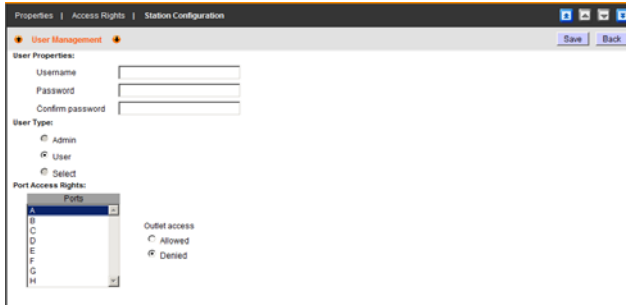 Properties | Access Rights | Station Configuration
User Management
Save Back
User Properties:
Username
Password
Confirm password
User Type:
Admin
User
Select
Port Access Rights:
Ports
A
B
C
D
E
F
G
H
Outlet access
Allowed
Denied